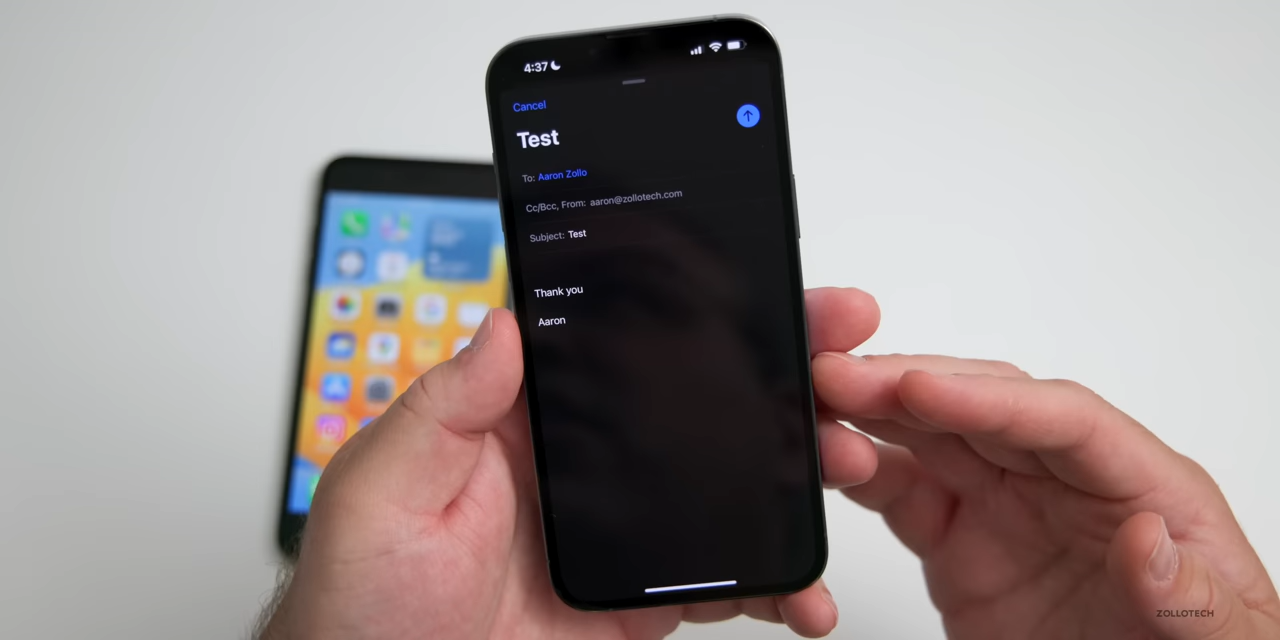 4:37
Cancel
Test
To: Aaron Zollo
Cc/Bcc, From: aaron@zollotech.com
Subject: Test
Thank you
Aaron
ZOLLOTECH